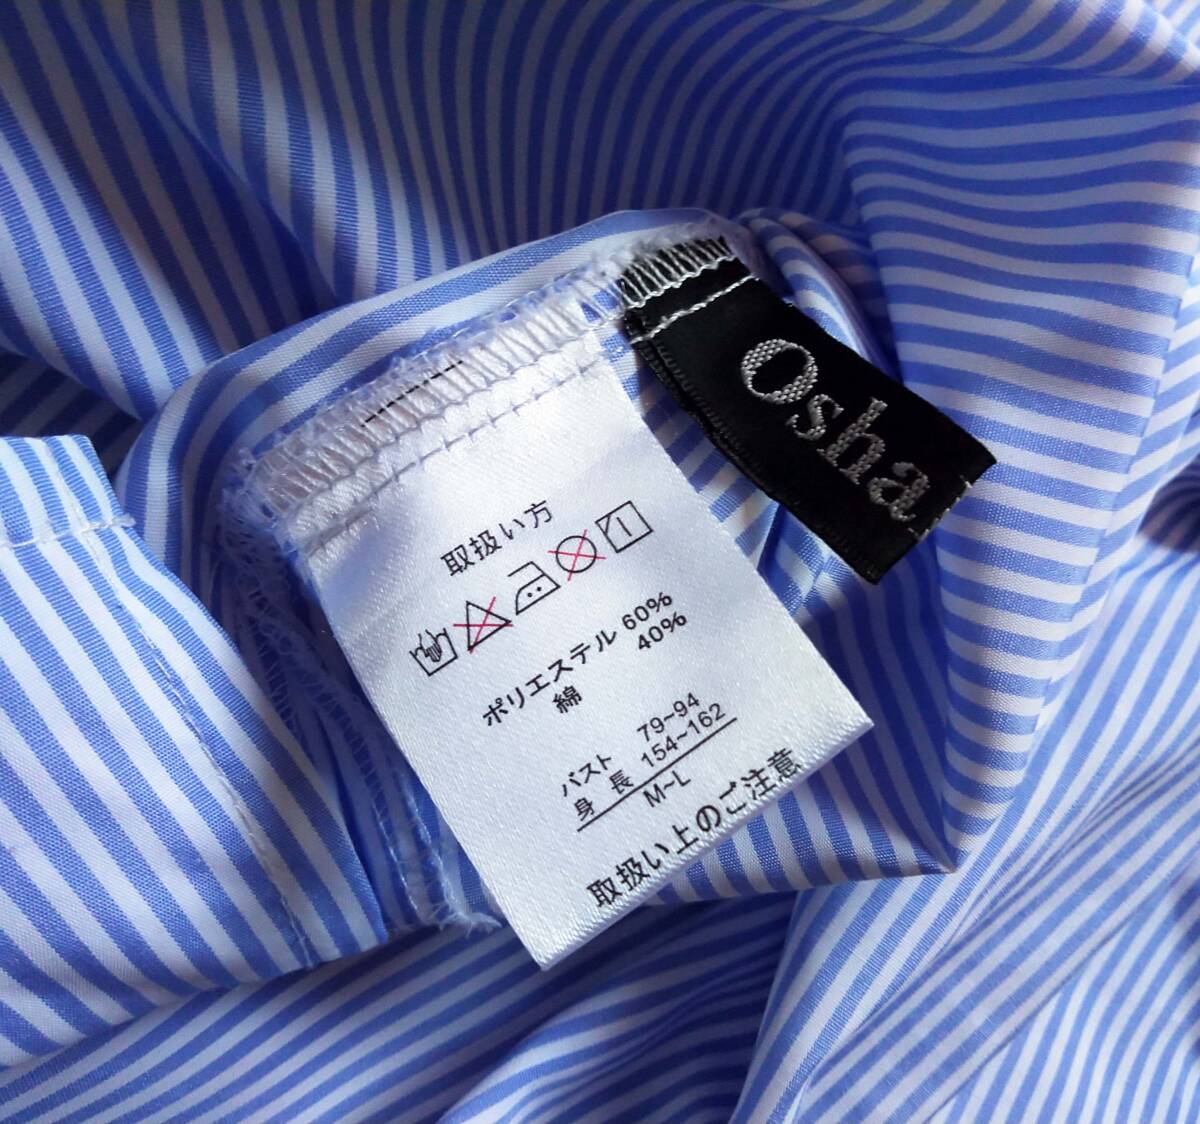 Osha
取扱い方
ポリエステル 60%
綿 40%
バスト 79~94
身長 154~162
M~L
取扱い上のご注意